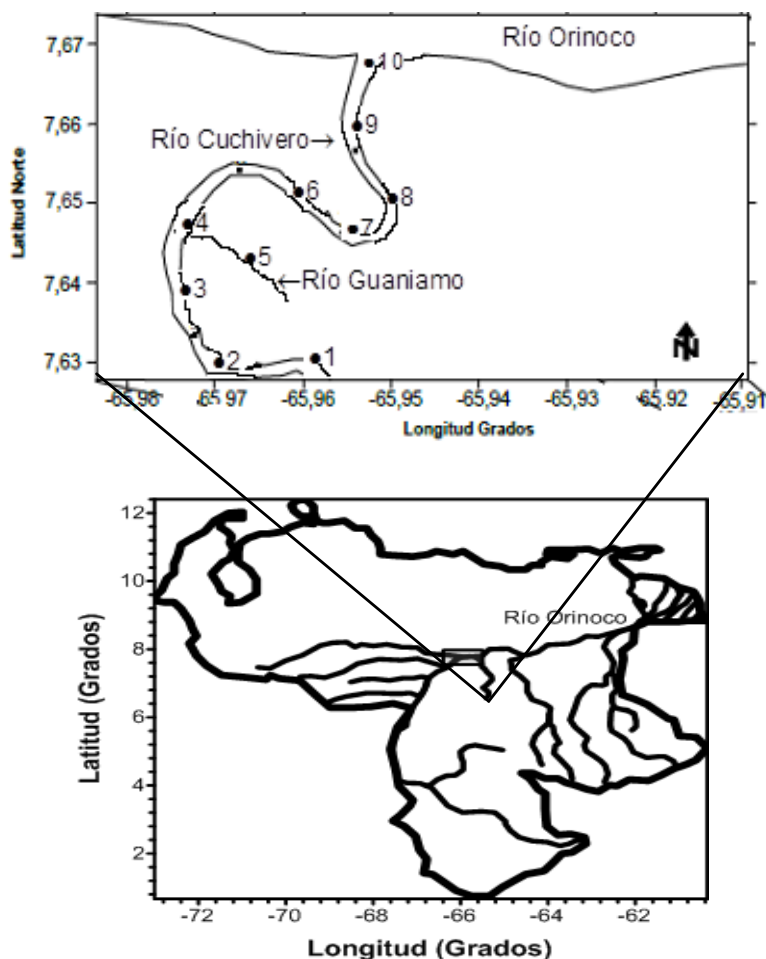 Río Orinoco
7,67
10
7,66
9
Río Cuchivero→
7,65
6
8
7
4
5
←Río Guaniamo
7,64
3
7,63
2
1
N
-65,98 -65,97 -65,96 -65,95 -65,94 -65,93 -65,92 -65,91
Latitud Norte
Longitud Grados
12
10
Río Orinoco
8
6
4
2
Latitud (Grados)
-72 -70 -68 -66 -64 -62
Longitud (Grados)